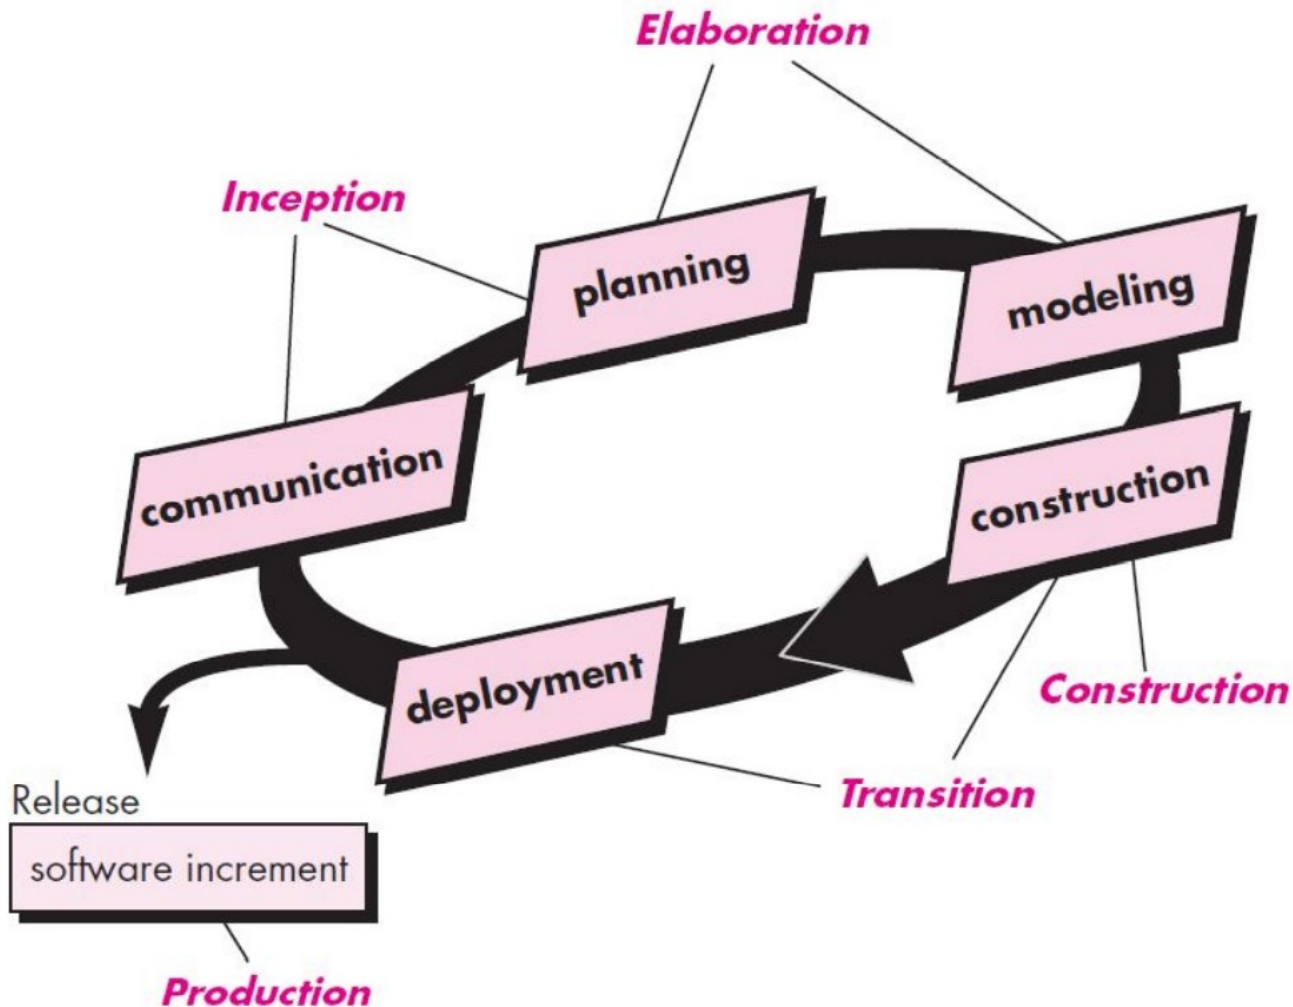 Elaboration
Inception
planning
modeling
communication
construction
deployment
Construction
Transition
Release
software increment
Production